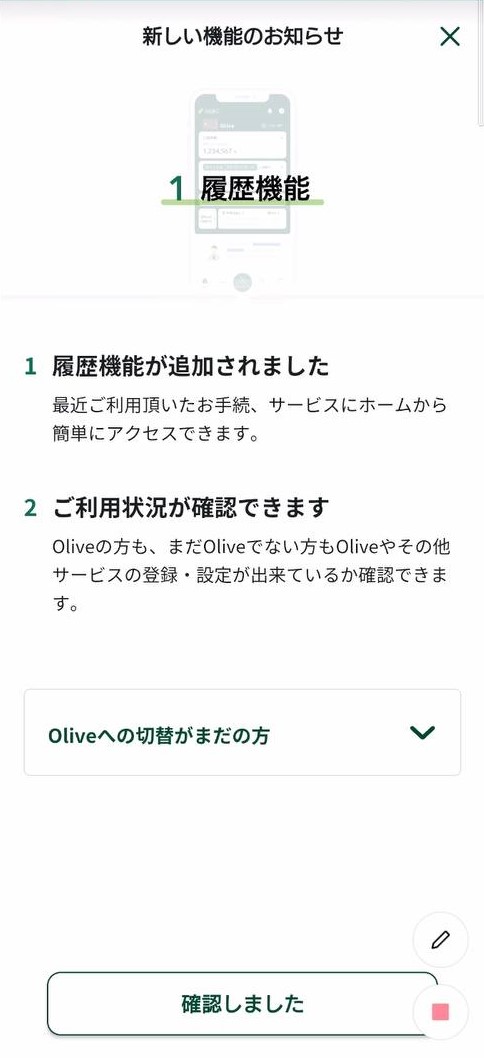 新しい機能のお知らせ
1 履歴機能
1 履歴機能が追加されました
最近ご利用頂いたお手続、サービスにホームから
簡単にアクセスできます。
2 ご利用状況が確認できます
Oliveの方も、まだOliveでない方もOliveやその他
サービスの登録・設定が出来ているか確認できま
す。
Oliveへの切替がまだの方
確認しました